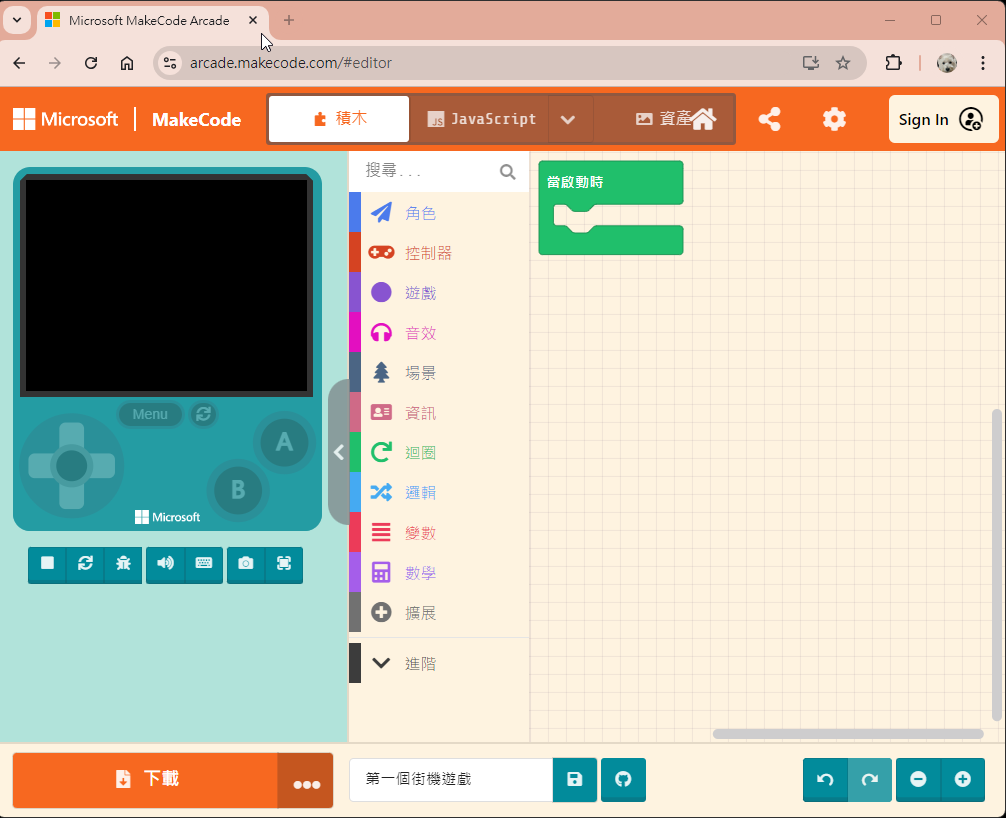 Microsoft MakeCode Arcade
arcade.makecode.com/#editor
Microsoft
MakeCode
積木
JS
JavaScript
資產
Sign In
Menu
A
B
Microsoft
搜尋...
角色
控制器
遊戲
音效
場景
資訊
迴圈
邏輯
變數
數學
擴展
進階
當啟動時
下載
第一個街機遊戲